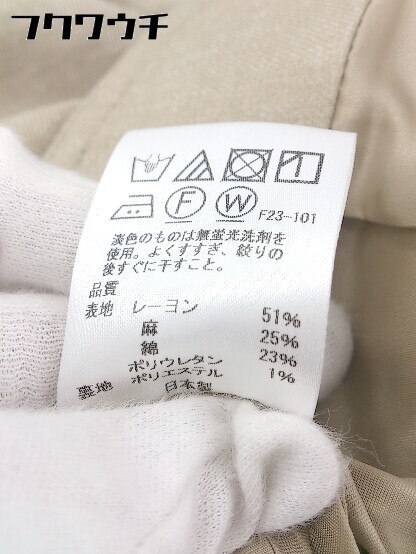 フクワウチ
F23-101
淡色のものは無蛍光洗剤を
使用。よくすすぎ、絞りの
後すぐに干すこと。
品質
表地 レーヨン 51%
麻 25%
綿 23%
ポリウレタン 1%
裏地 ポリエステル
日本製